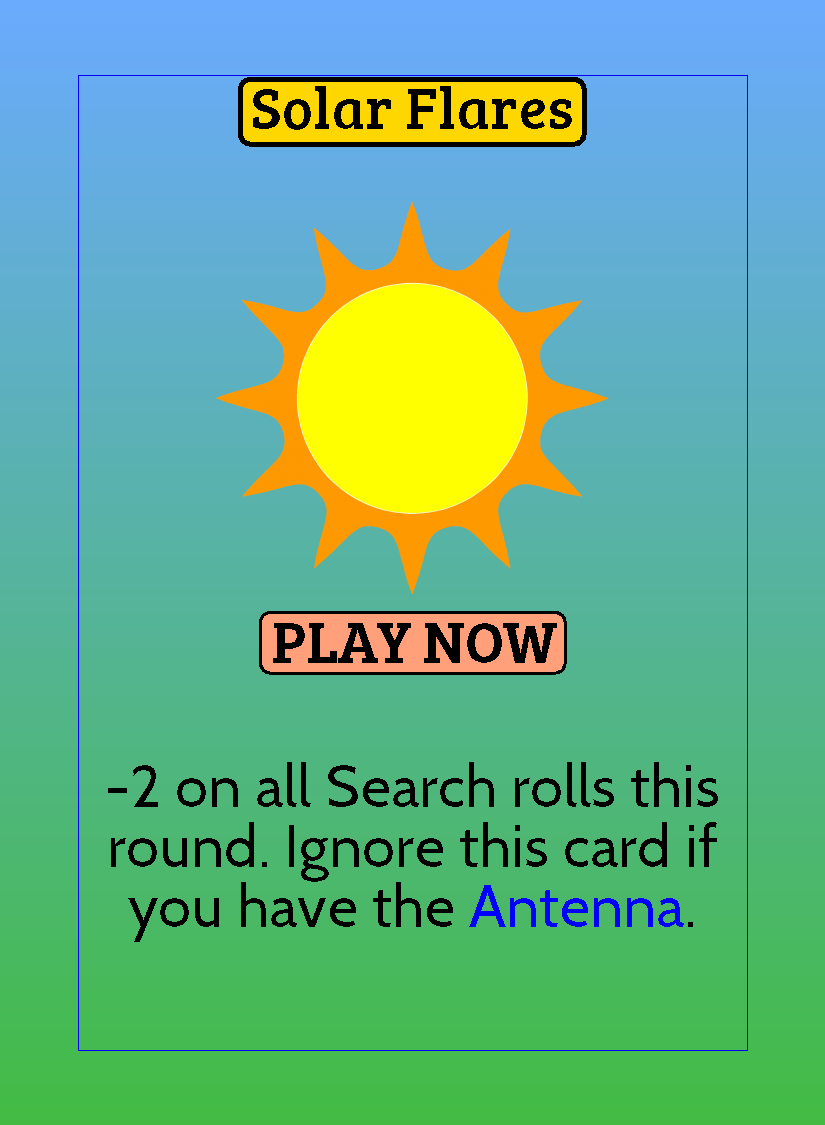 Solar Flares
PLAY NOW
-2 on all Search rolls this
round. Ignore this card if
you have the Antenna.